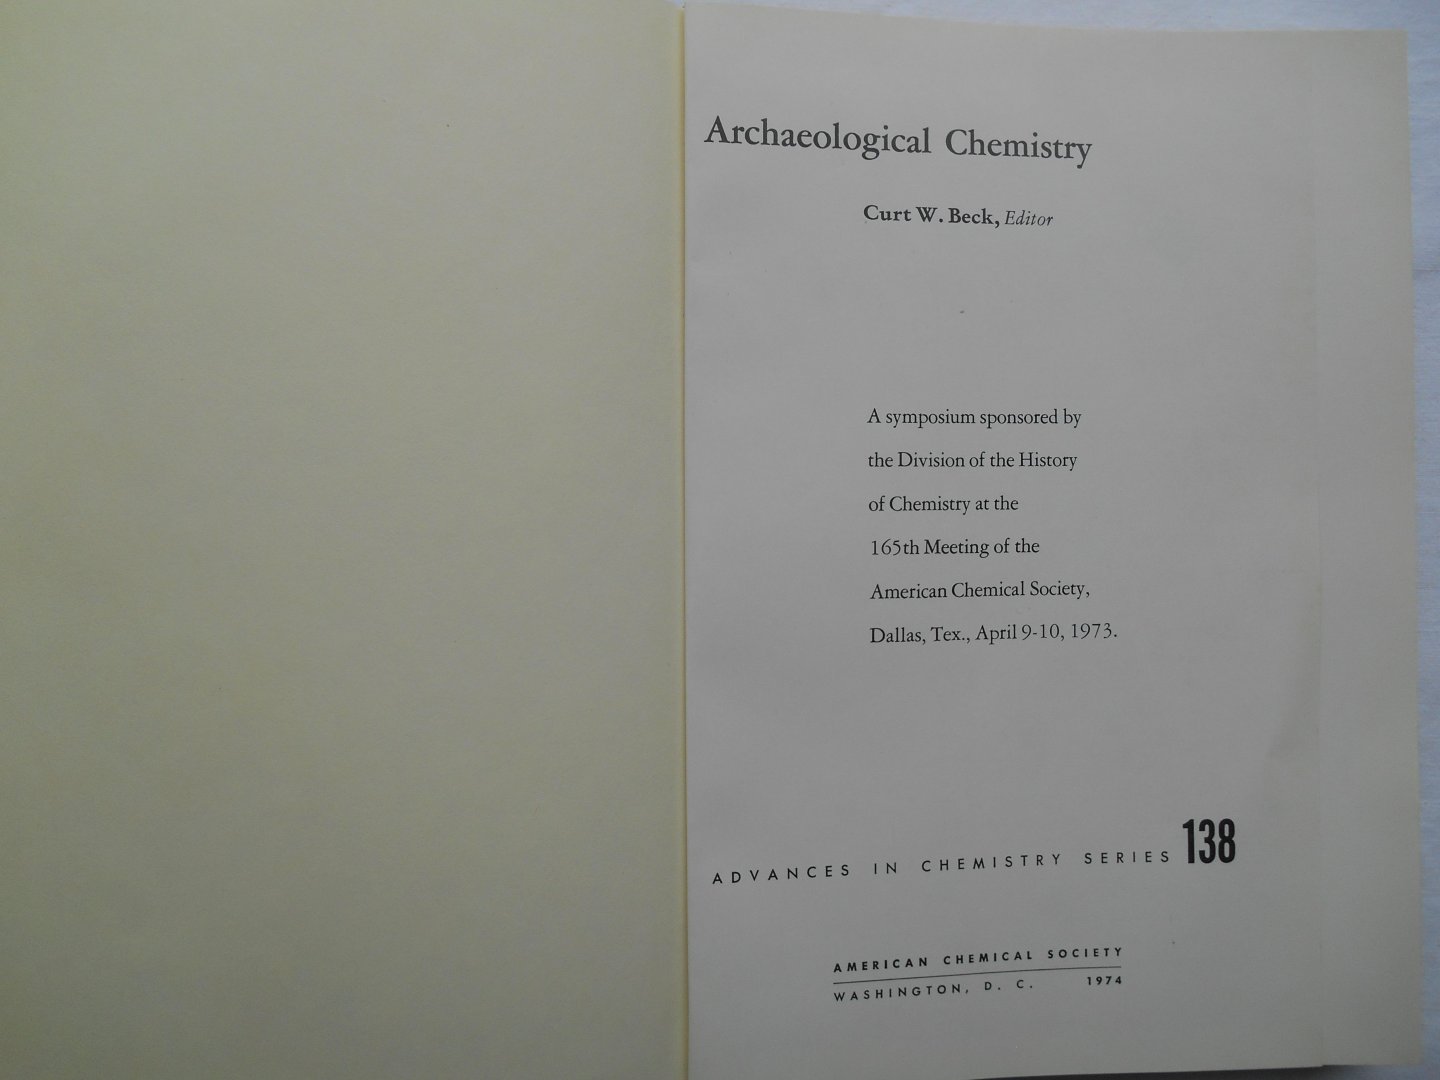 Archaeological Chemistry
Curt W. Beck, Editor
A symposium sponsored by
the Division of the History
of Chemistry at the
165th Meeting of the
American Chemical Society,
Dallas, Tex., April 9-10, 1973.
ADVANCES IN CHEMISTRY SERIES 138
AMERICAN CHEMICAL SOCIETY
WASHINGTON, D. C. 1974